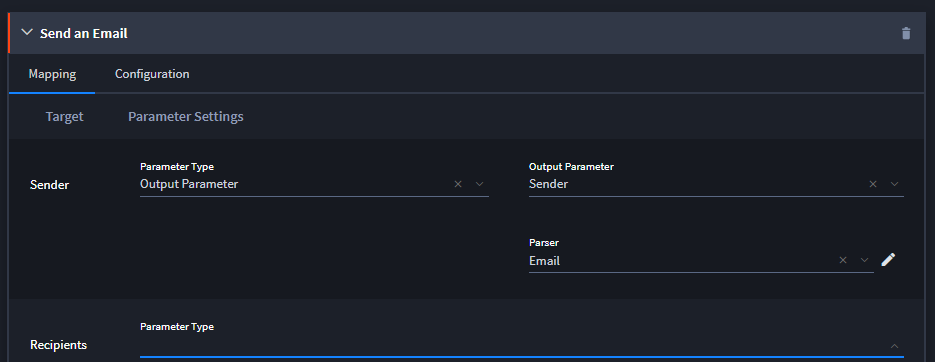 Send an Email
Mapping Configuration
Target Parameter Settings
Parameter Type Output Parameter
Sender Output Parameter Sender
Parser
Email
Parameter Type
Recipients